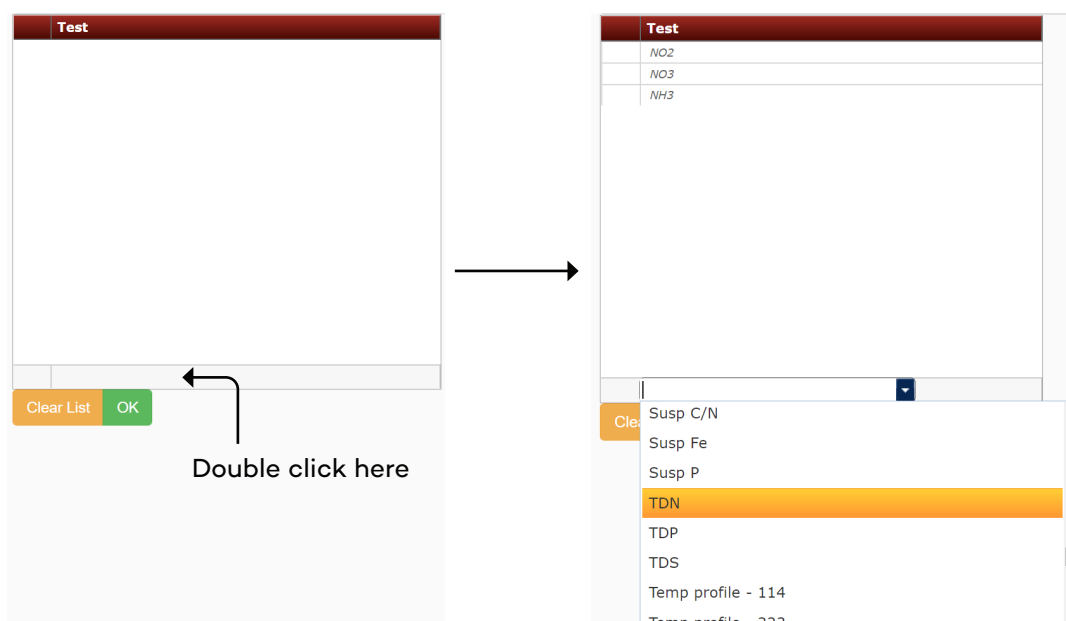 Test
Clear List OK
Double click here
Test
NO2
NO3
NH3
Susp C/N
Susp Fe
Susp P
TDN
TDP
TDS
Temp profile - 114